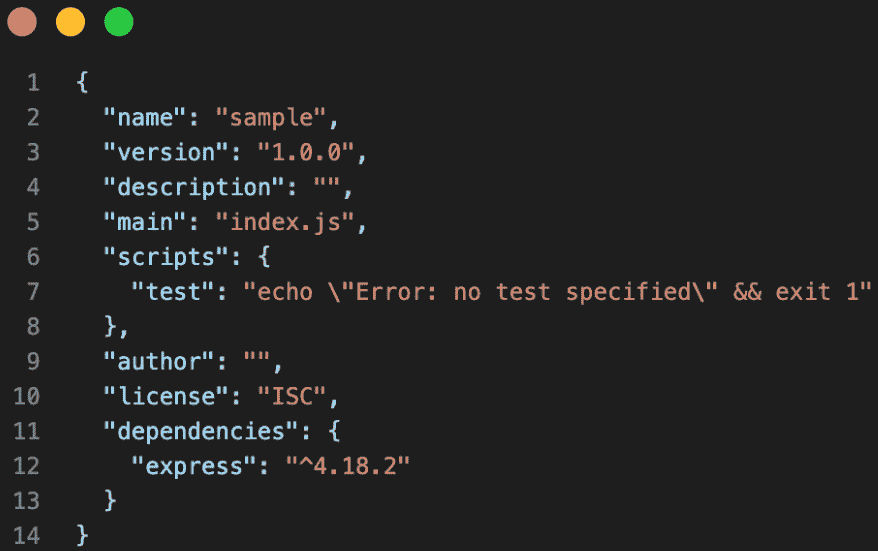 1 {
2   "name": "sample",
3   "version": "1.0.0",
4   "description": "",
5   "main": "index.js",
6   "scripts": {
7     "test": "echo \"Error: no test specified\" && exit 1"
8   },
9   "author": "",
10   "license": "ISC",
11   "dependencies": {
12     "express": "^4.18.2"
13   }
14 }